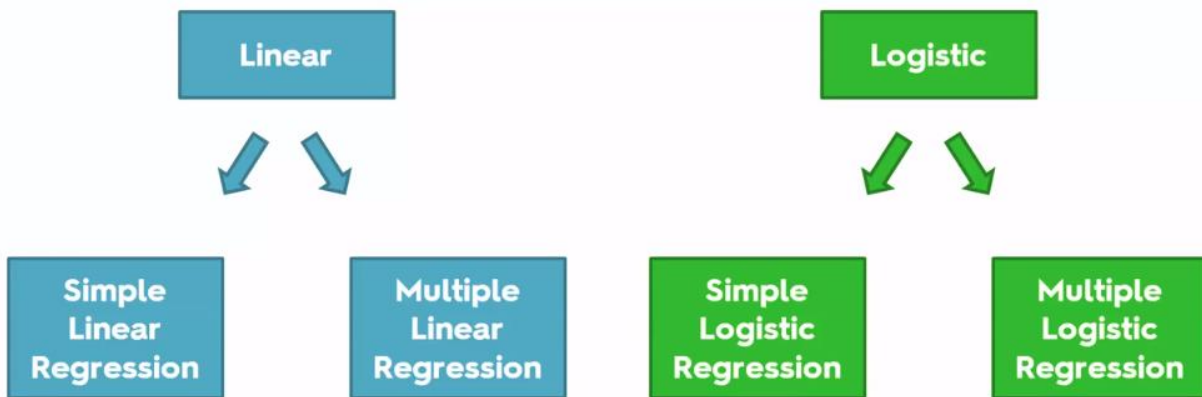 Linear
Logistic
Simple
Linear
Regression
Multiple
Linear
Regression
Simple
Logistic
Regression
Multiple
Logistic
Regression